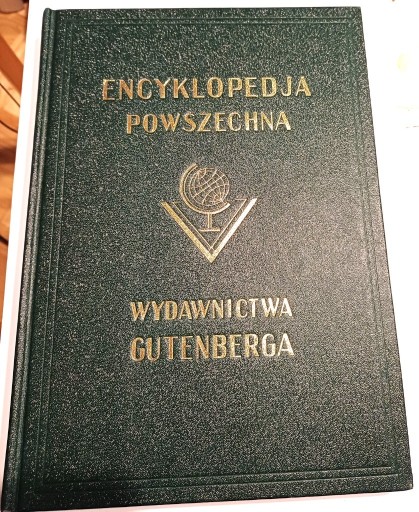 ENCYKLOPEDJA
POWSZECHNA
WYDAWNICTWA
GUTENBERGA